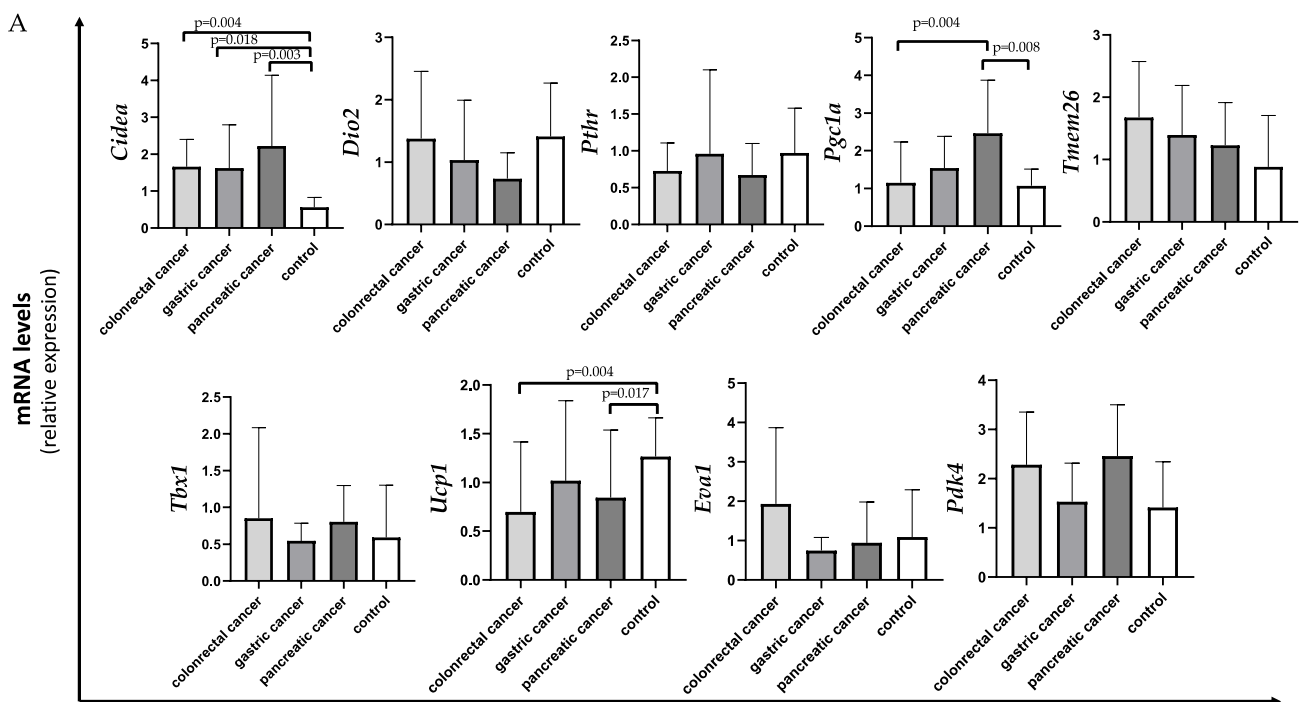 A
mRNA levels
(relative expression)
Cidea
p=0.004
p=0.018
p=0.003
5
4
3
2
1
0
colonrectal cancer
gastric cancer
pancreatic cancer
control
Dio2
3
2
1
0
colonrectal cancer
gastric cancer
pancreatic cancer
control
Pthr
2.5
2.0
1.5
1.0
0.5
0.0
colonrectal cancer
gastric cancer
pancreatic cancer
control
Pgc1a
p=0.004
p=0.008
5
4
3
2
1
0
colonrectal cancer
gastric cancer
pancreatic cancer
control
Tmem26
3
2
1
0
colonrectal cancer
gastric cancer
pancreatic cancer
control
Tbx1
2.5
2.0
1.5
1.0
0.5
0.0
colonrectal cancer
gastric cancer
pancreatic cancer
control
Ucp1
p=0.004
p=0.017
2.0
1.5
1.0
0.5
0.0
colonrectal cancer
gastric cancer
pancreatic cancer
control
Eva1
5
4
3
2
1
0
colonrectal cancer
gastric cancer
pancreatic cancer
control
Pdk4
4
3
2
1
0
colonrectal cancer
gastric cancer
pancreatic cancer
control